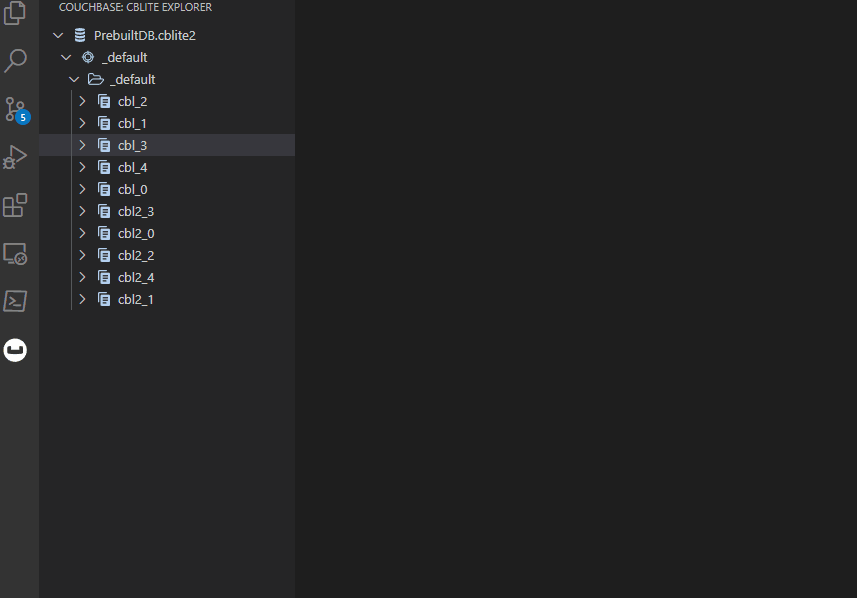 COUCHBASE: CBLITE EXPLORER
PrebuiltDB.cblite2
_default
_default
cbl_2
cbl_1
cbl_3
cbl_4
cbl_0
cbl2_3
cbl2_0
cbl2_2
cbl2_4
cbl2_1
5